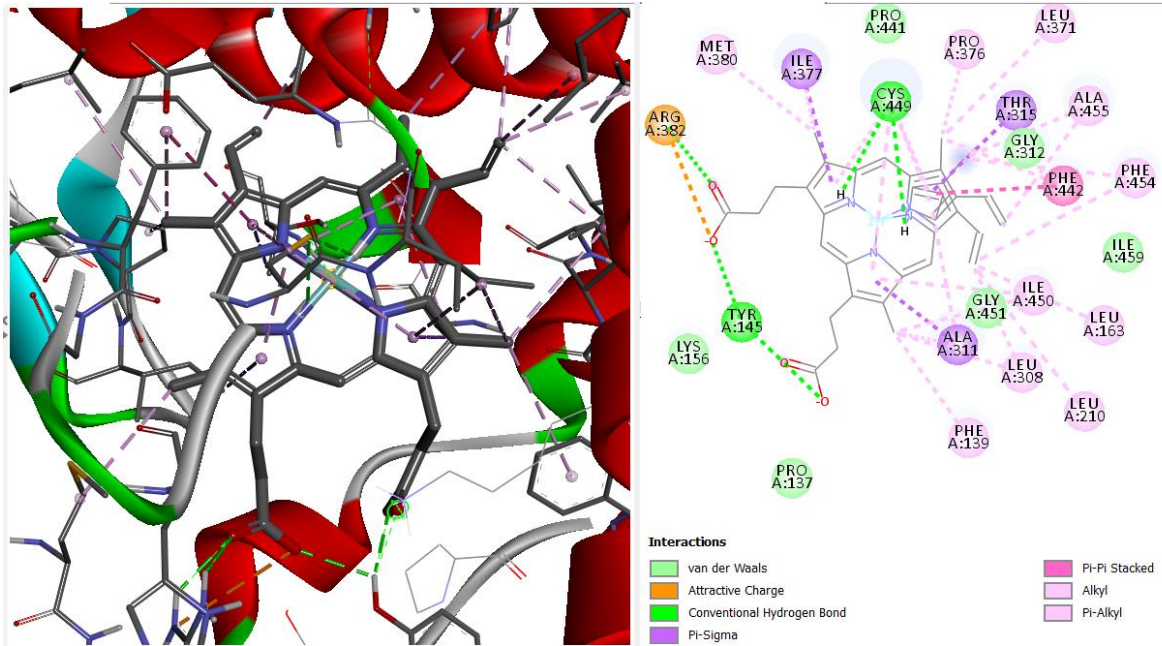 PRO
A:441
LEU
A:371
MET
A:380
ILE
A:377
PRO
A:376
CYS
A:449
THR
A:315
ALA
A:455
ARG
A:382
GLY
A:312
PHE
A:442
PHE
A:454
O
-O
H
N
N
H
N
ILE
A:459
TYR
A:145
GLY
A:451
ILE
A:450
LEU
A:163
LYS
A:156
ALA
A:311
LEU
A:308
O
-O
LEU
A:210
PHE
A:139
PRO
A:137
Interactions
van der Waals
Attractive Charge
Conventional Hydrogen Bond
Pi-Sigma
Pi-Pi Stacked
Alkyl
Pi-Alkyl